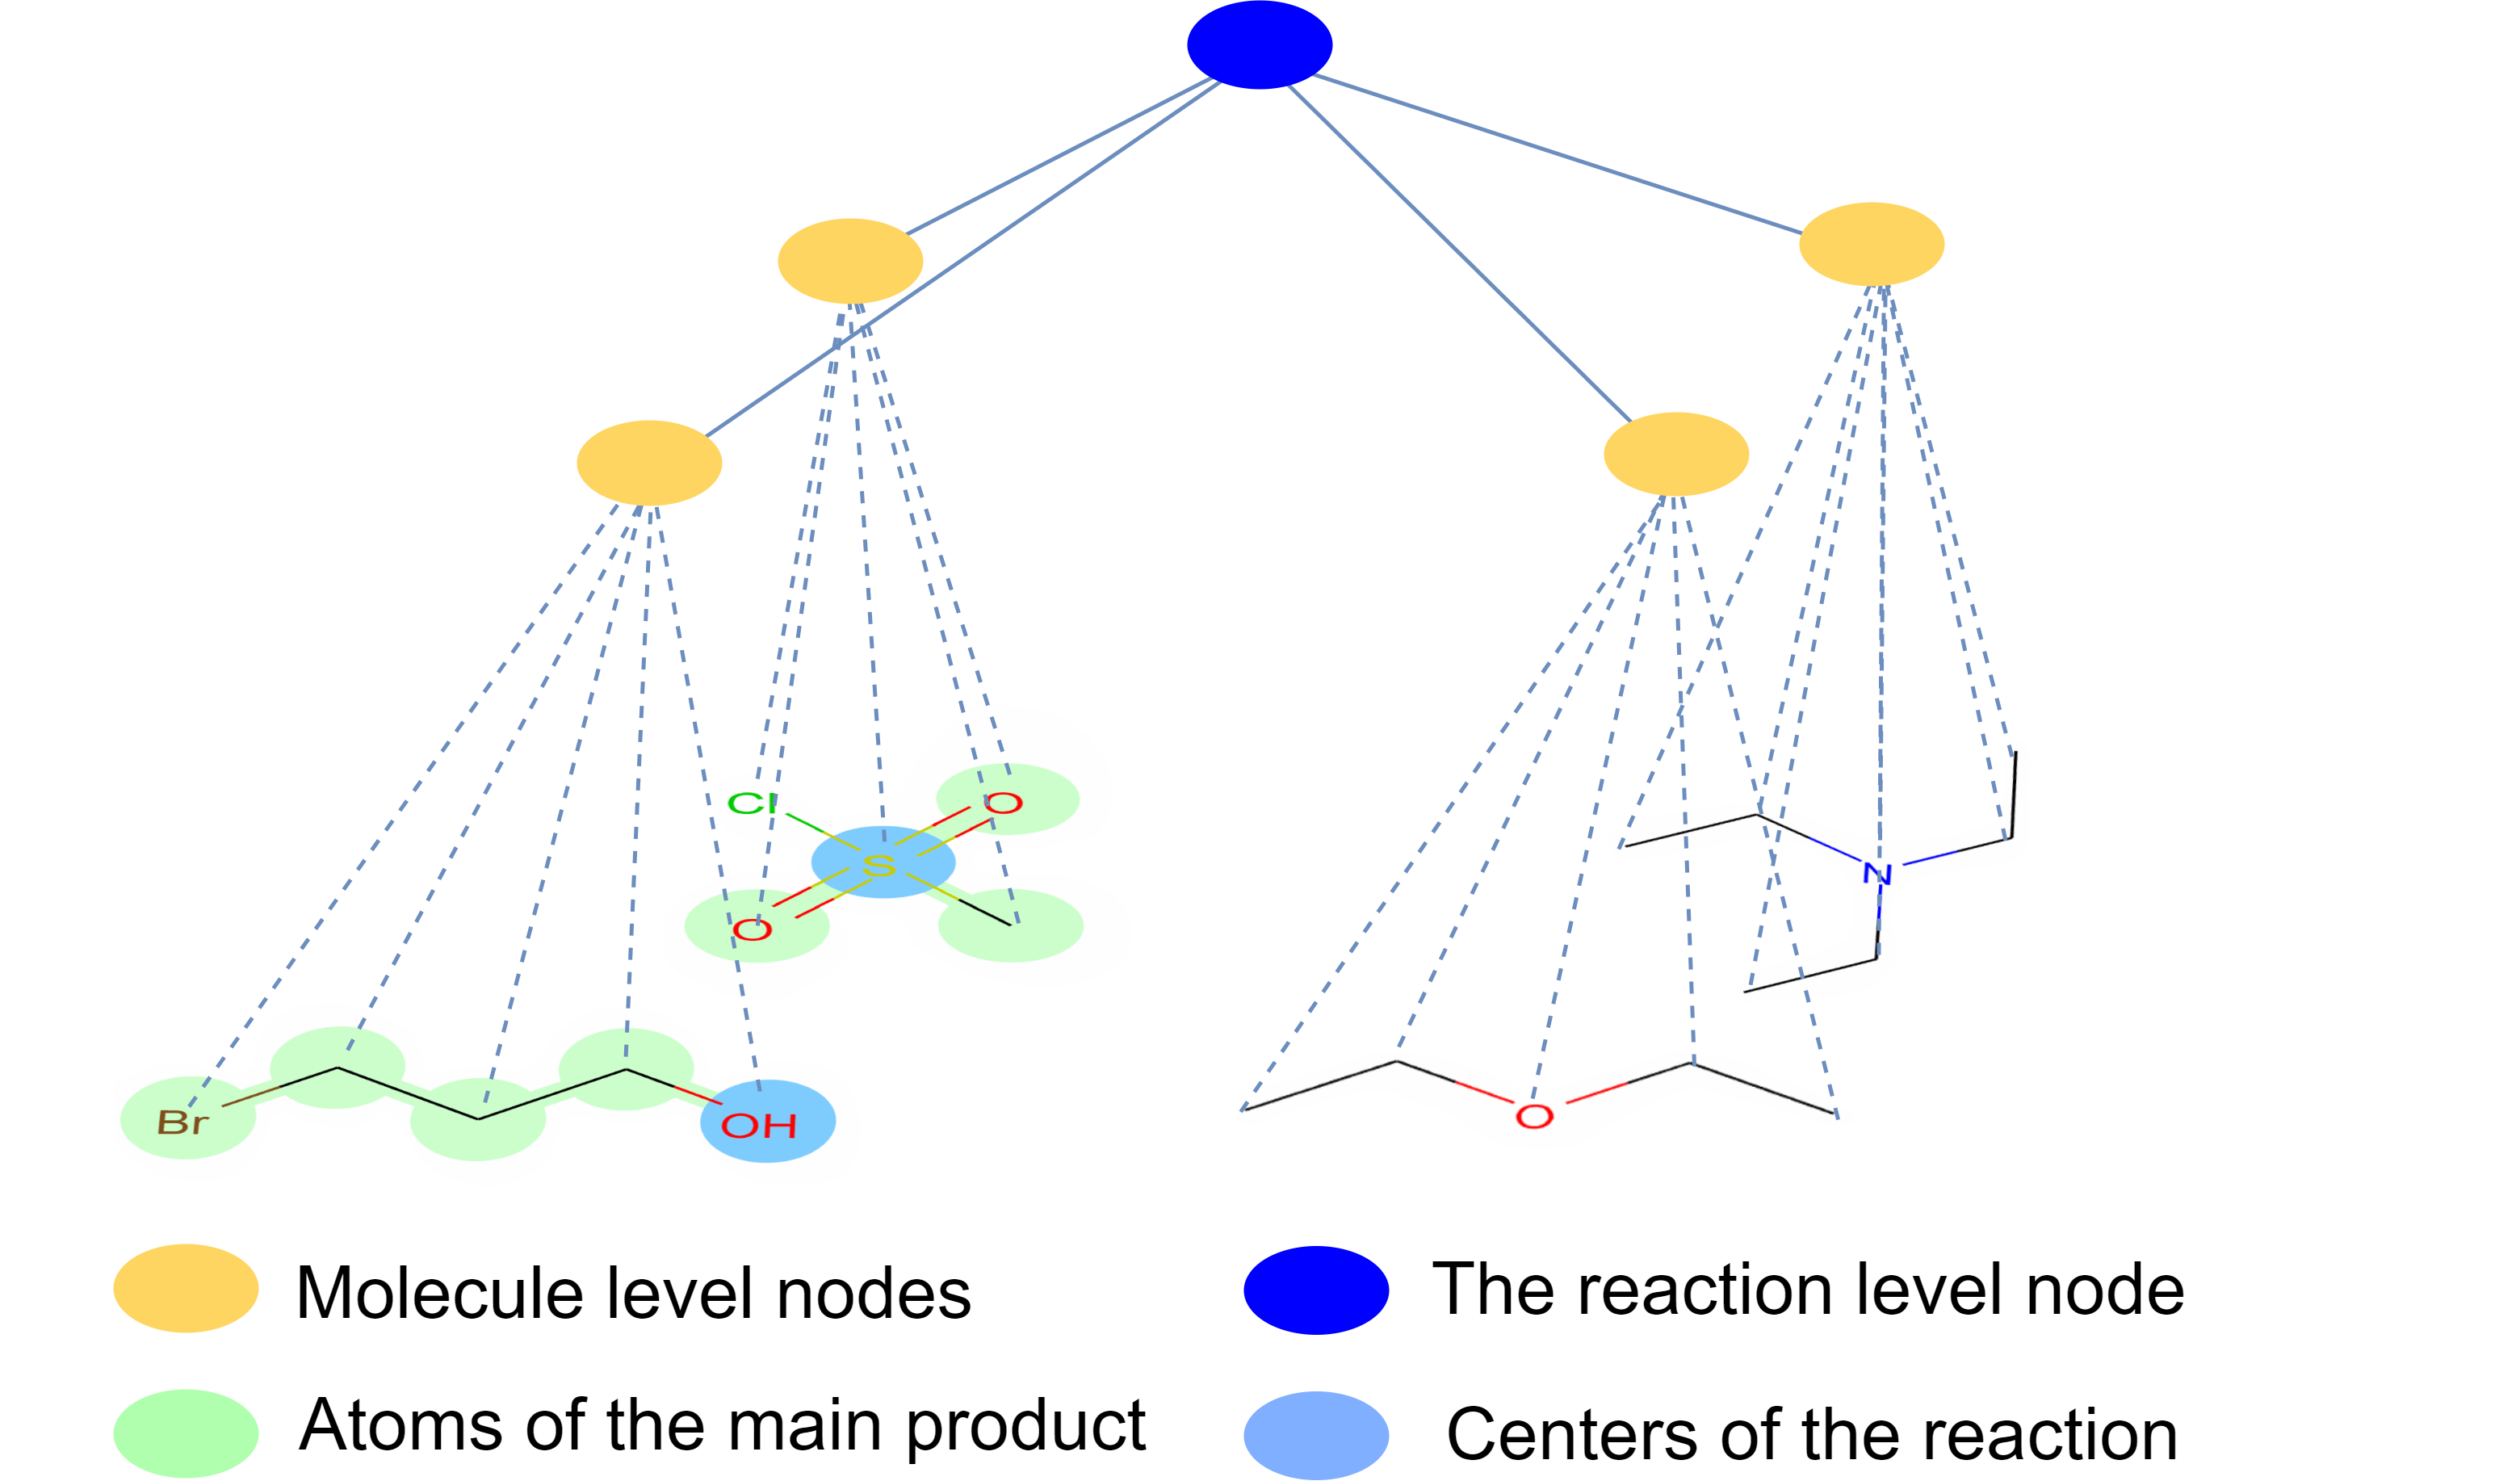 Cl
O
S
O
N
Br
OH
O
Molecule level nodes
The reaction level node
Atoms of the main product
Centers of the reaction